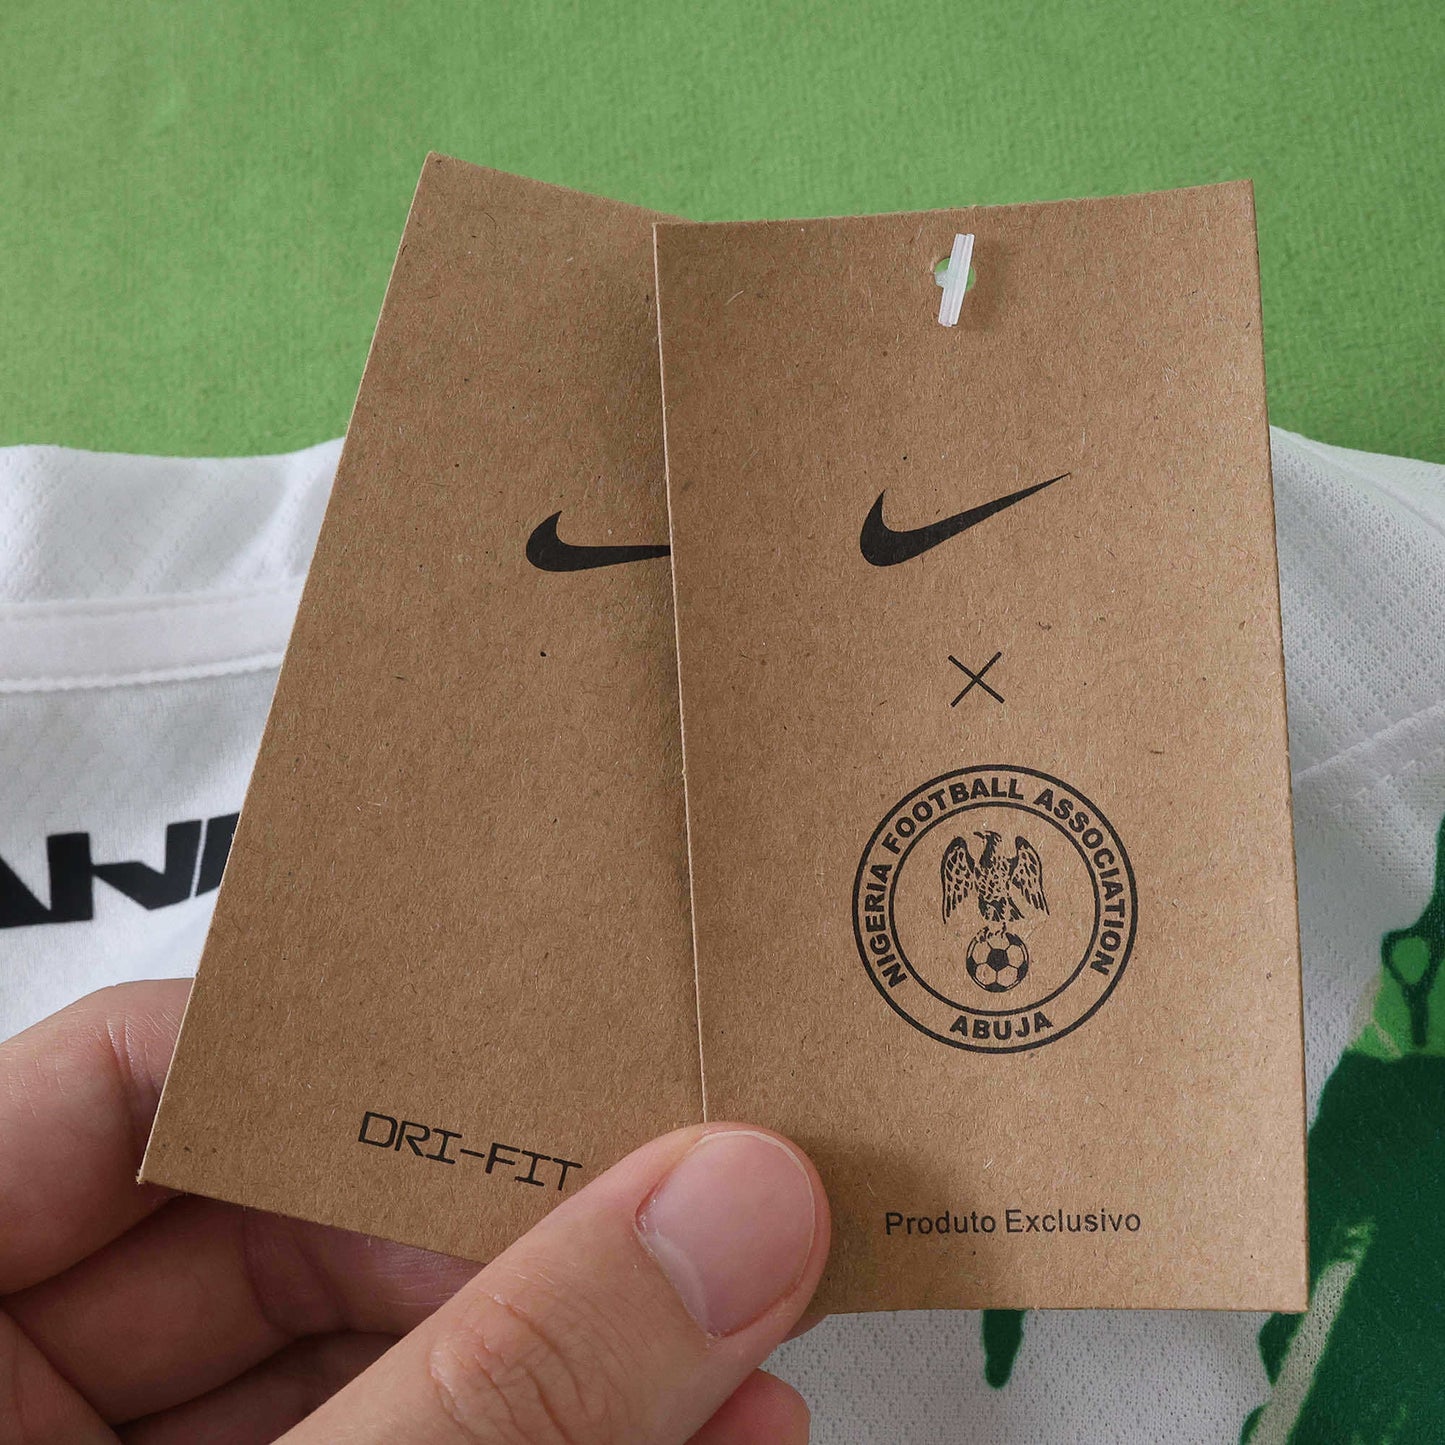 DRI-FIT
NIGERIA FOOTBALL ASSOCIATION
ABUJA
Produto Exclusivo